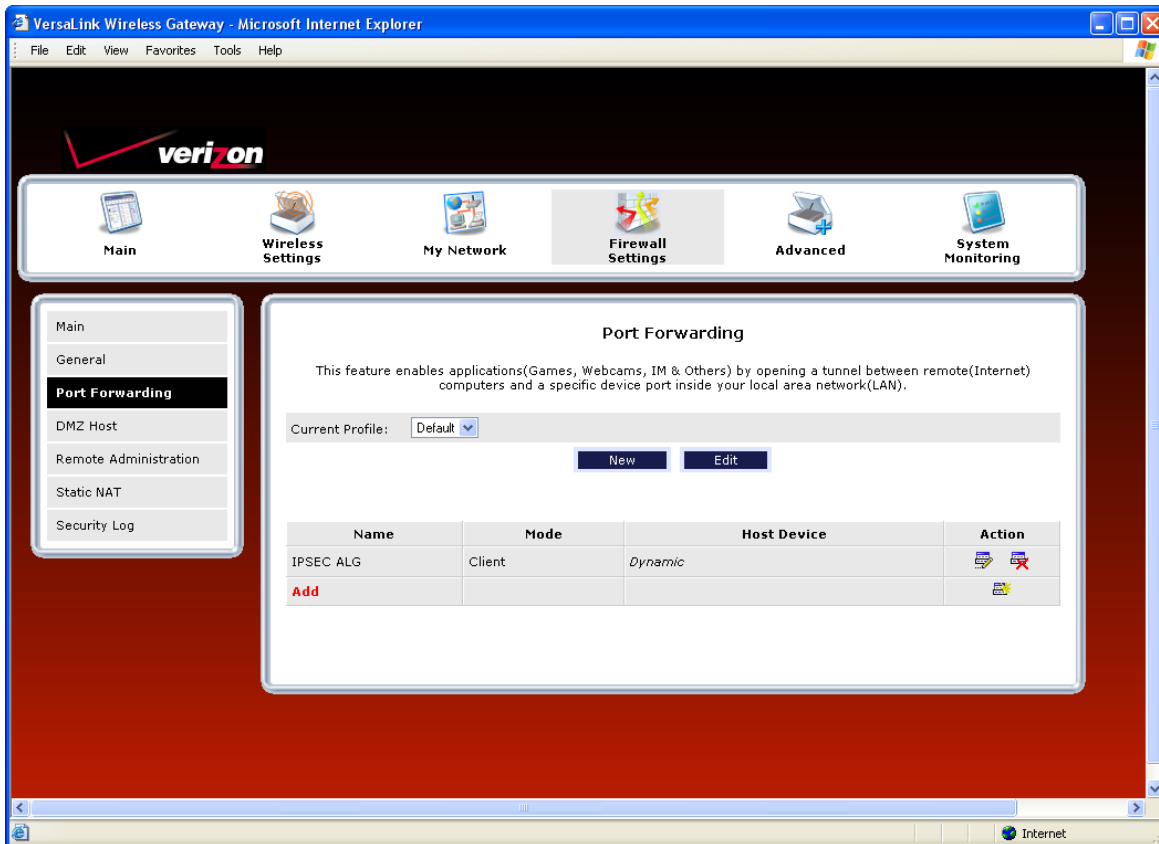 VersaLink Wireless Gateway - Microsoft Internet Explorer
File Edit View Favorites Tools Help
verizon
Main
Wireless Settings
My Network
Firewall Settings
Advanced
System Monitoring
Main
General
Port Forwarding
DMZ Host
Remote Administration
Static NAT
Security Log
Port Forwarding
This feature enables applications(Games, Webcams, IM & Others) by opening a tunnel between remote(Internet)
computers and a specific device port inside your local area network(LAN).
Current Profile: Default
New Edit
Name Mode Host Device Action
IPSEC ALG Client Dynamic
Add
Internet